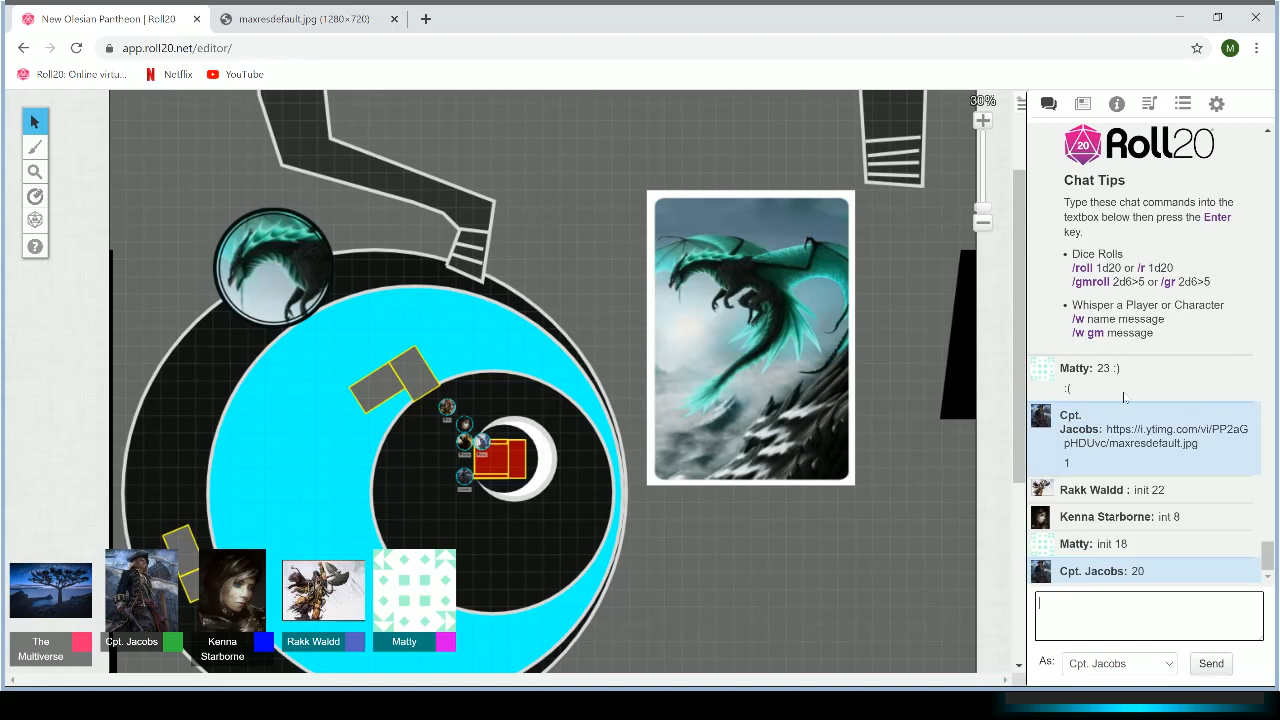 New Olesian Pantheon | Roll20
maxresdefault.jpg (1280×720)
app.roll20.net/editor/
M
Roll20: Online virtu...
Netflix
YouTube
30%
20
Roll20
Chat Tips
Type these chat commands into the
textbox below then press the Enter
key.
• Dice Rolls
/roll 1d20 or /r 1d20
/gmroll 2d6>5 or /gr 2d6>5
• Whisper a Player or Character
/w name message
/w gm message
Matty: 23 :)
:(
Cpt.
Jacobs: https://i.ytimg.com/vi/PP2aG
pHDUvc/maxresdefault.jpg
1
Rakk Waldd : init 22
Kenna Starborne: int 8
Matty: init 18
Cpt. Jacobs: 20
As:
Cpt. Jacobs
Send
The
Multiverse
Cpt. Jacobs
Kenna
Starborne
Rakk Waldd
Matty